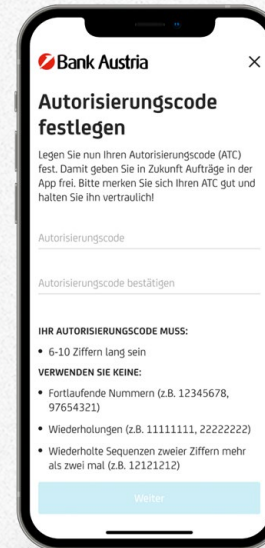 Bank Austria
Autorisierungscode
festlegen
Legen Sie nun Ihren Autorisierungscode (ATC)
fest. Damit geben Sie in Zukunft Aufträge in der
App frei. Bitte merken Sie sich Ihren ATC gut und
halten Sie ihn vertraulich!
Autorisierungscode
Autorisierungscode bestätigen
IHR AUTORISIERUNGSCODE MUSS:
• 6-10 Ziffern lang sein
VERWENDEN SIE KEINE:
• Fortlaufende Nummern (z.B. 12345678,
97654321)
• Wiederholungen (z.B. 11111111, 22222222)
• Wiederholte Sequenzen zweier Ziffern mehr
als zwei mal (z.B. 12121212)
Weiter